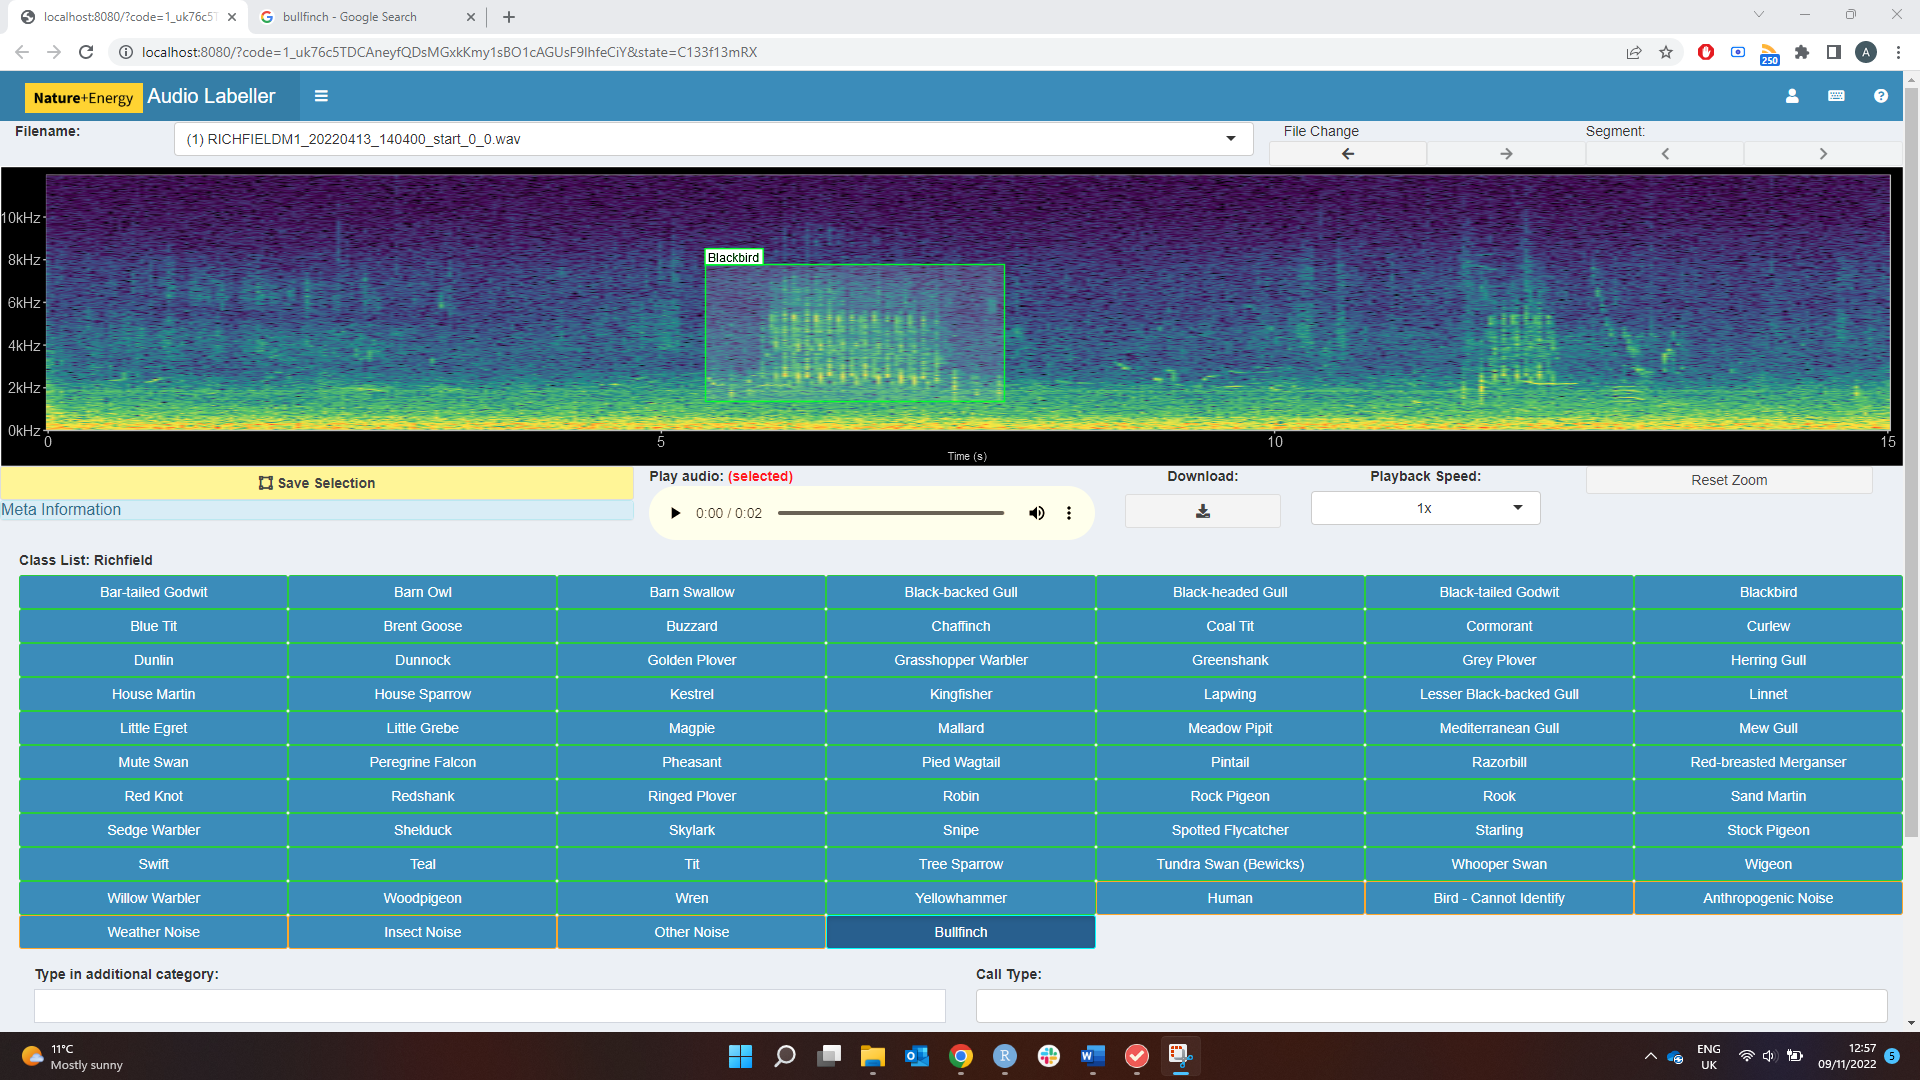 localhost:8080/?code=1_uk76c5T
bullfinch - Google Search
localhost:8080/?code=1_uk76c5TDCAneyfQDsMGxkKmy1sBO1cAGUsF9IhfeCiY&state=C133f13mRX
250
A
Nature+Energy Audio Labeller
Filename:
(1) RICHFIELDM1_20220413_140400_start_0_0.wav
File Change
Segment:
10kHz
8kHz
6kHz
4kHz
2kHz
0kHz
Blackbird
0 5 10 15
Time (s)
Save Selection
Meta Information
Play audio: (selected)
0:00 / 0:02
Download:
Playback Speed:
1x
Reset Zoom
Class List: Richfield
Bar-tailed Godwit Barn Owl Barn Swallow Black-backed Gull Black-headed Gull Black-tailed Godwit Blackbird
Blue Tit Brent Goose Buzzard Chaffinch Coal Tit Cormorant Curlew
Dunlin Dunnock Golden Plover Grasshopper Warbler Greenshank Grey Plover Herring Gull
House Martin House Sparrow Kestrel Kingfisher Lapwing Lesser Black-backed Gull Linnet
Little Egret Little Grebe Magpie Mallard Meadow Pipit Mediterranean Gull Mew Gull
Mute Swan Peregrine Falcon Pheasant Pied Wagtail Pintail Razorbill Red-breasted Merganser
Red Knot Redshank Ringed Plover Robin Rock Pigeon Rook Sand Martin
Sedge Warbler Shelduck Skylark Snipe Spotted Flycatcher Starling Stock Pigeon
Swift Teal Tit Tree Sparrow Tundra Swan (Bewicks) Whooper Swan Wigeon
Willow Warbler Woodpigeon Wren Yellowhammer Human Bird - Cannot Identify Anthropogenic Noise
Weather Noise Insect Noise Other Noise Bullfinch
Type in additional category:
Call Type:
11°C
Mostly sunny
R
ENG
UK
12:57
09/11/2022
5